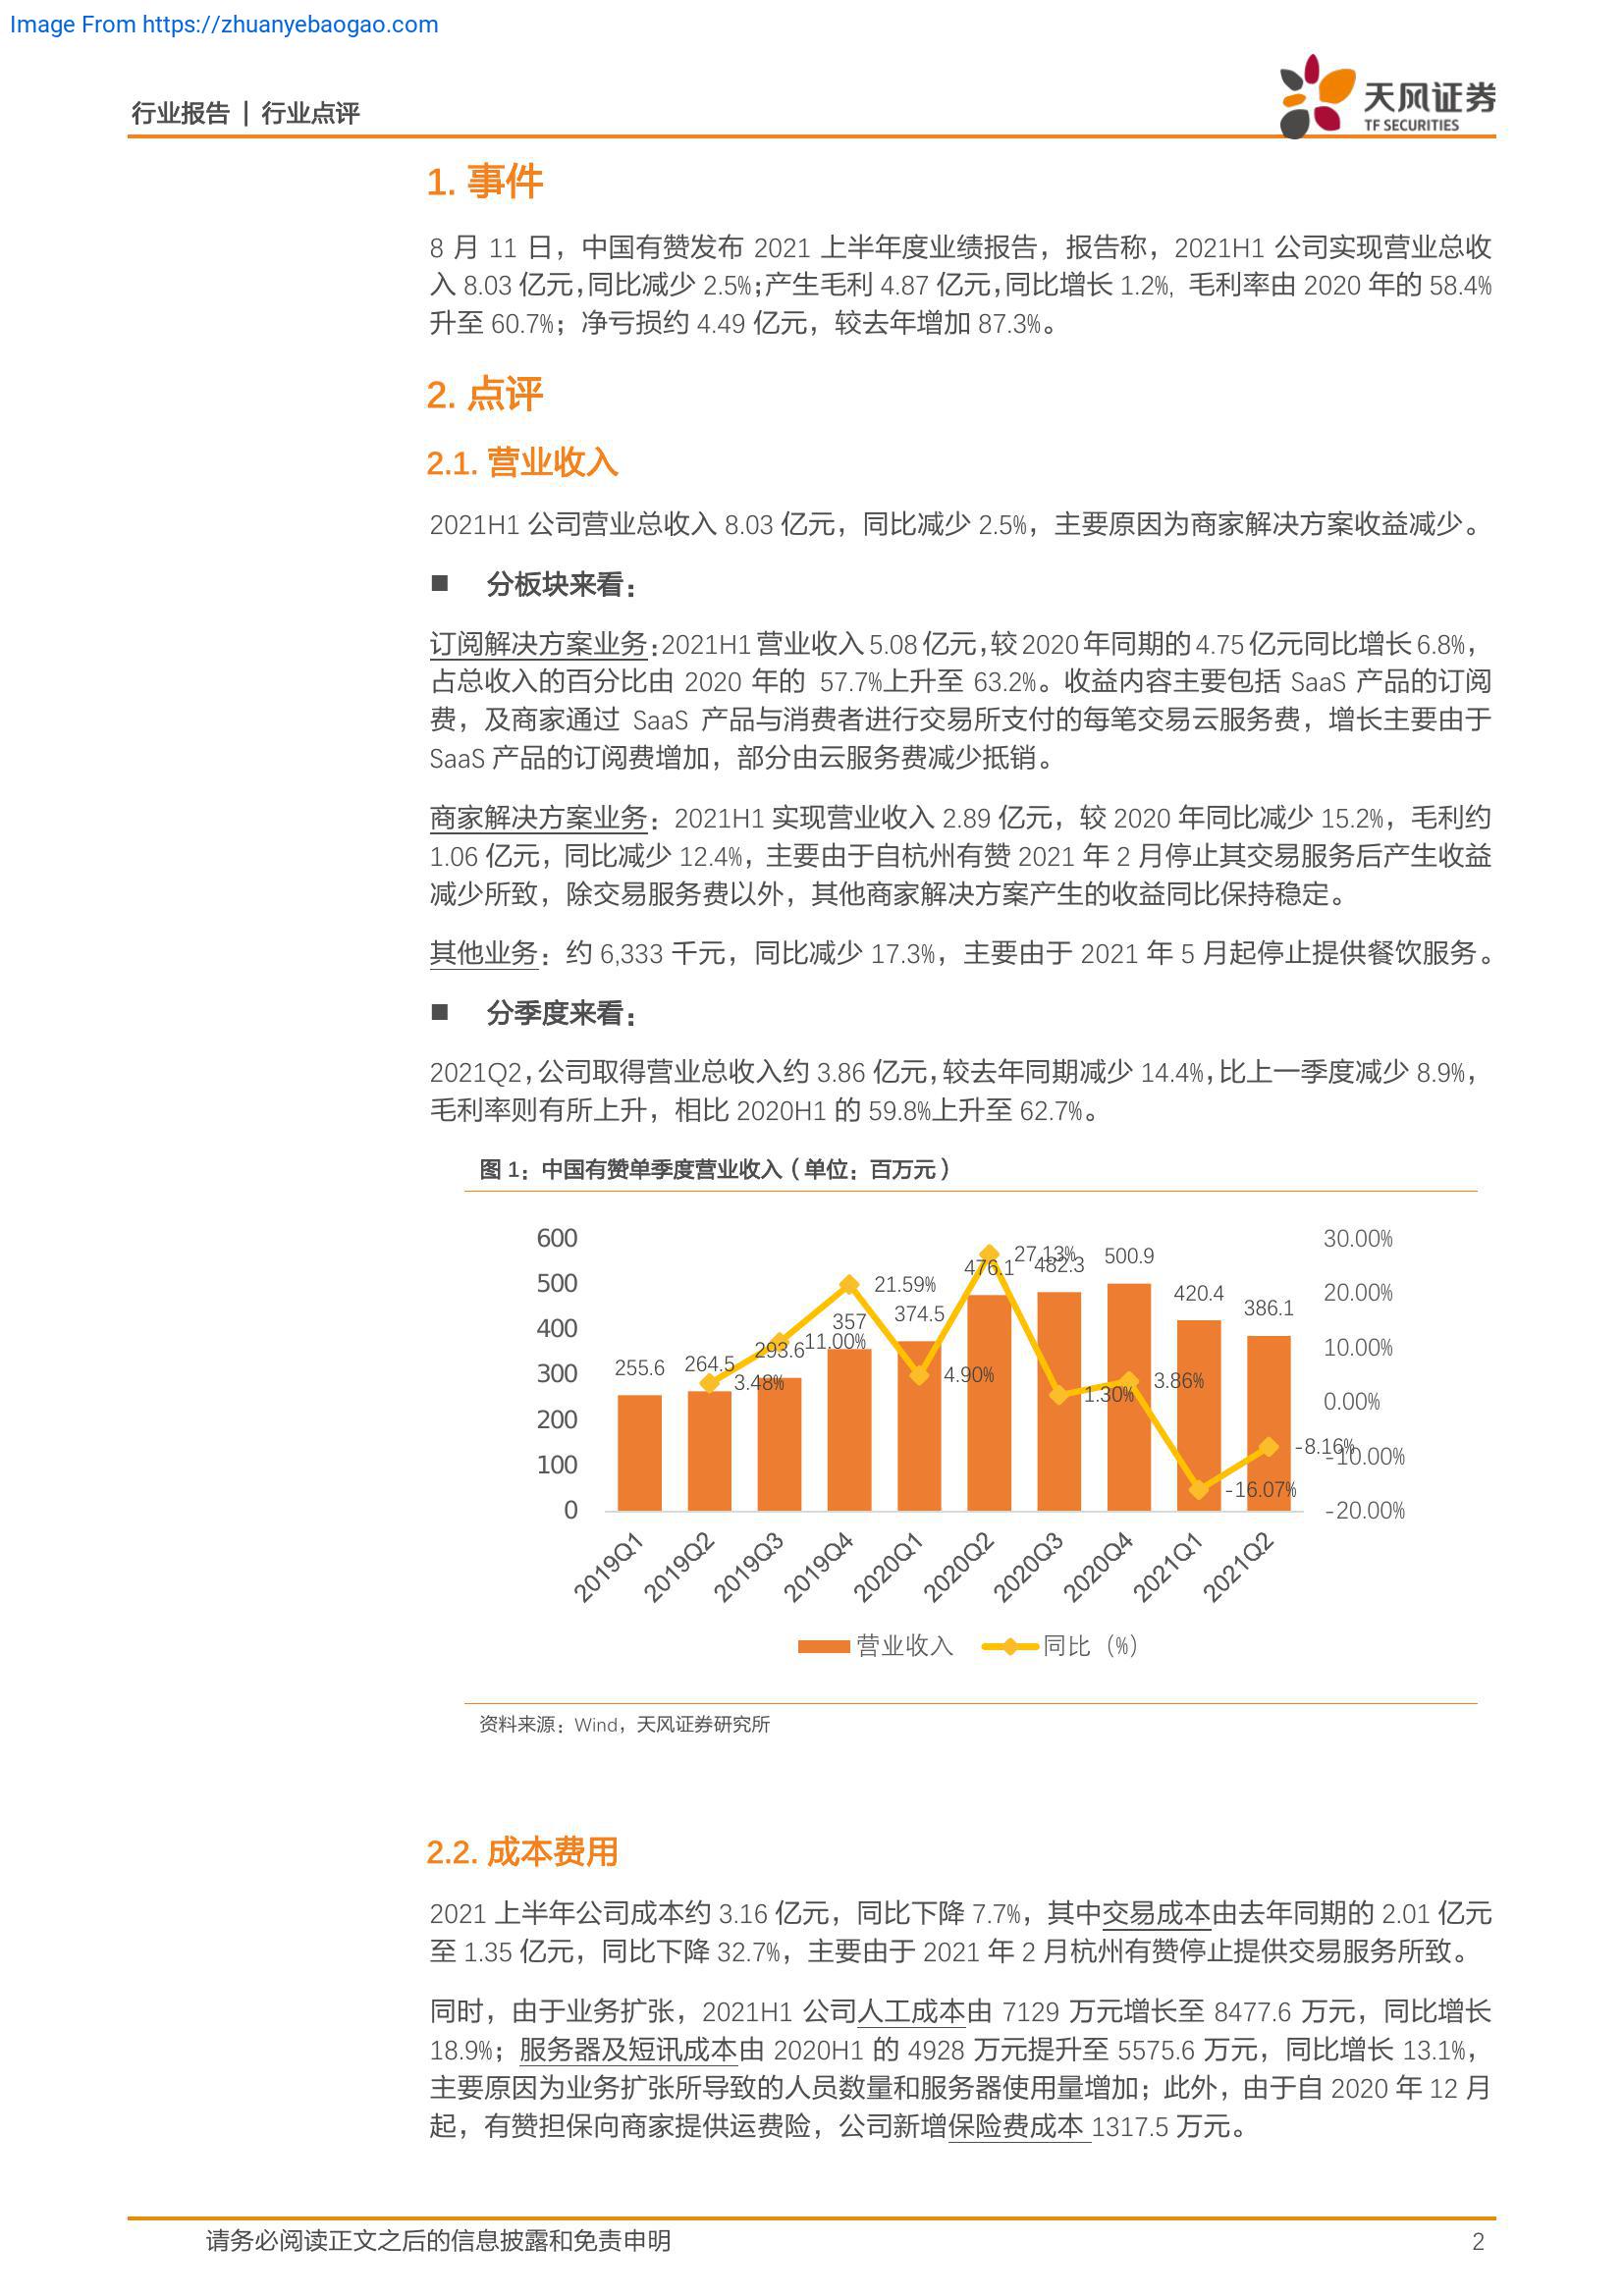 Image From https://zhuanyebaogao.com
行业报告 | 行业点评
天风证券
TF SECURITIES
1. 事件
8 月 11 日，中国有赞发布 2021 上半年度业绩报告，报告称，2021H1 公司实现营业总收
入 8.03 亿元，同比减少 2.5%；产生毛利 4.87 亿元，同比增长 1.2%, 毛利率由 2020 年的 58.4%
升至 60.7%；净亏损约 4.49 亿元，较去年增加 87.3%。
2. 点评
2.1. 营业收入
2021H1 公司营业总收入 8.03 亿元，同比减少 2.5%，主要原因为商家解决方案收益减少。
■ 分板块来看：
订阅解决方案业务：2021H1 营业收入 5.08 亿元，较 2020 年同期的 4.75 亿元同比增长 6.8%，
占总收入的百分比由 2020 年的 57.7%上升至 63.2%。收益内容主要包括 SaaS 产品的订阅
费，及商家通过 SaaS 产品与消费者进行交易所支付的每笔交易云服务费，增长主要由于
SaaS 产品的订阅费增加，部分由云服务费减少抵销。
商家解决方案业务：2021H1 实现营业收入 2.89 亿元，较 2020 年同比减少 15.2%，毛利约
1.06 亿元，同比减少 12.4%，主要由于自杭州有赞 2021 年 2 月停止其交易服务后产生收益
减少所致，除交易服务费以外，其他商家解决方案产生的收益同比保持稳定。
其他业务：约 6,333 千元，同比减少 17.3%，主要由于 2021 年 5 月起停止提供餐饮服务。
■ 分季度来看：
2021Q2，公司取得营业总收入约 3.86 亿元，较去年同期减少 14.4%，比上一季度减少 8.9%，
毛利率则有所上升，相比 2020H1 的 59.8%上升至 62.7%。
图 1：中国有赞单季度营业收入（单位：百万元）
600
500
400
300
200
100
0
255.6
264.5
293.6
357
374.5
476.1
482.3
500.9
420.4
386.1
3.48%
11.00%
21.59%
4.90%
27.13%
1.30%
3.86%
-16.07%
-8.16%
30.00%
20.00%
10.00%
0.00%
-10.00%
-20.00%
2019Q1
2019Q2
2019Q3
2019Q4
2020Q1
2020Q2
2020Q3
2020Q4
2021Q1
2021Q2
营业收入 同比（%）
资料来源：Wind，天风证券研究所
2.2. 成本费用
2021 上半年公司成本约 3.16 亿元，同比下降 7.7%，其中交易成本由去年同期的 2.01 亿元
至 1.35 亿元，同比下降 32.7%，主要由于 2021 年 2 月杭州有赞停止提供交易服务所致。
同时，由于业务扩张，2021H1 公司人工成本由 7129 万元增长至 8477.6 万元，同比增长
18.9%；服务器及短讯成本由 2020H1 的 4928 万元提升至 5575.6 万元，同比增长 13.1%，
主要原因为业务扩张所导致的人员数量和服务器使用量增加；此外，由于自 2020 年 12 月
起，有赞担保向商家提供运费险，公司新增保险费成本 1317.5 万元。
请务必阅读正文之后的信息披露和免责申明
2